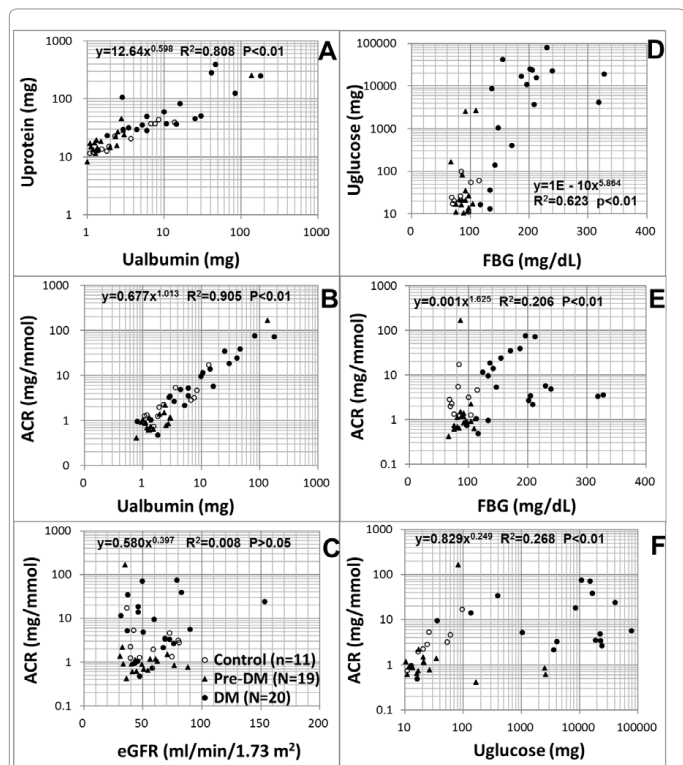 y=12.64x^0.598 R²=0.808 P<0.01
A
1000
100
10
1
Uprotein (mg)
1 10 100 1000
Ualbumin (mg)
D
100000
10000
1000
100
10
Uglucose (mg)
y=1E - 10x^5.864
R²=0.623 p<0.01
0 100 200 300 400
FBG (mg/dL)
y=0.677x^1.013 R²=0.905 P<0.01
B
1000
100
10
1
0
ACR (mg/mmol)
0 1 10 100 1000
Ualbumin (mg)
y=0.001x^1.625 R²=0.206 P<0.01
E
1000
100
10
1
0.1
ACR (mg/mmol)
0 100 200 300 400
FBG (mg/dL)
y=0.580x^0.397 R²=0.008 P>0.05
C
1000
100
10
1
0.1
ACR (mg/mmol)
Control (n=11)
Pre-DM (N=19)
DM (N=20)
0 50 100 150 200
eGFR (ml/min/1.73 m²)
y=0.829x^0.249 R²=0.268 P<0.01
F
1000
100
10
1
0.1
ACR (mg/mmol)
10 100 1000 10000 100000
Uglucose (mg)